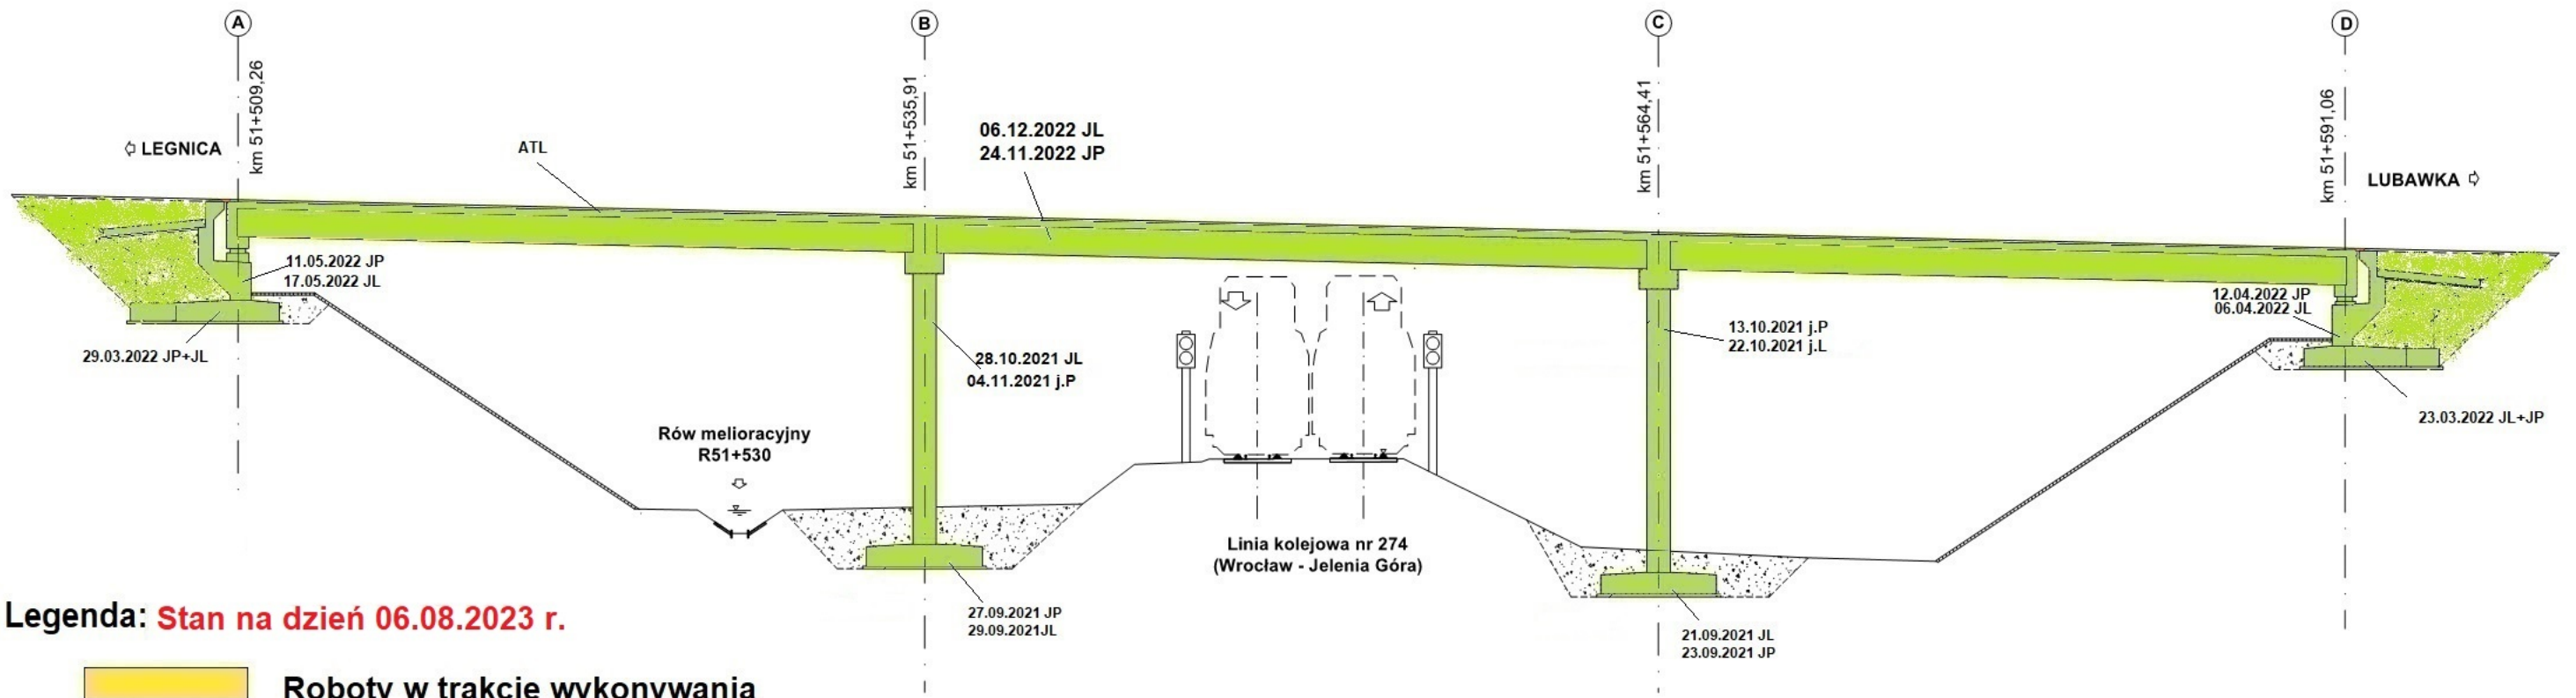 A
B
C
D
km 51+509,26
km 51+535,91
km 51+564,41
km 51+591,06
LEGNICA
ATL
06.12.2022 JL
24.11.2022 JP
LUBAWKA
11.05.2022 JP
17.05.2022 JL
29.03.2022 JP+JL
28.10.2021 JL
04.11.2021 j.P
13.10.2021 j.P
22.10.2021 j.L
12.04.2022 JP
06.04.2022 JL
23.03.2022 JL+JP
Rów melioracyjny
R51+530
Linia kolejowa nr 274
(Wrocław - Jelenia Góra)
27.09.2021 JP
29.09.2021JL
21.09.2021 JL
23.09.2021 JP
Legenda: Stan na dzień 06.08.2023 r.
Roboty w trakcie wykonywania